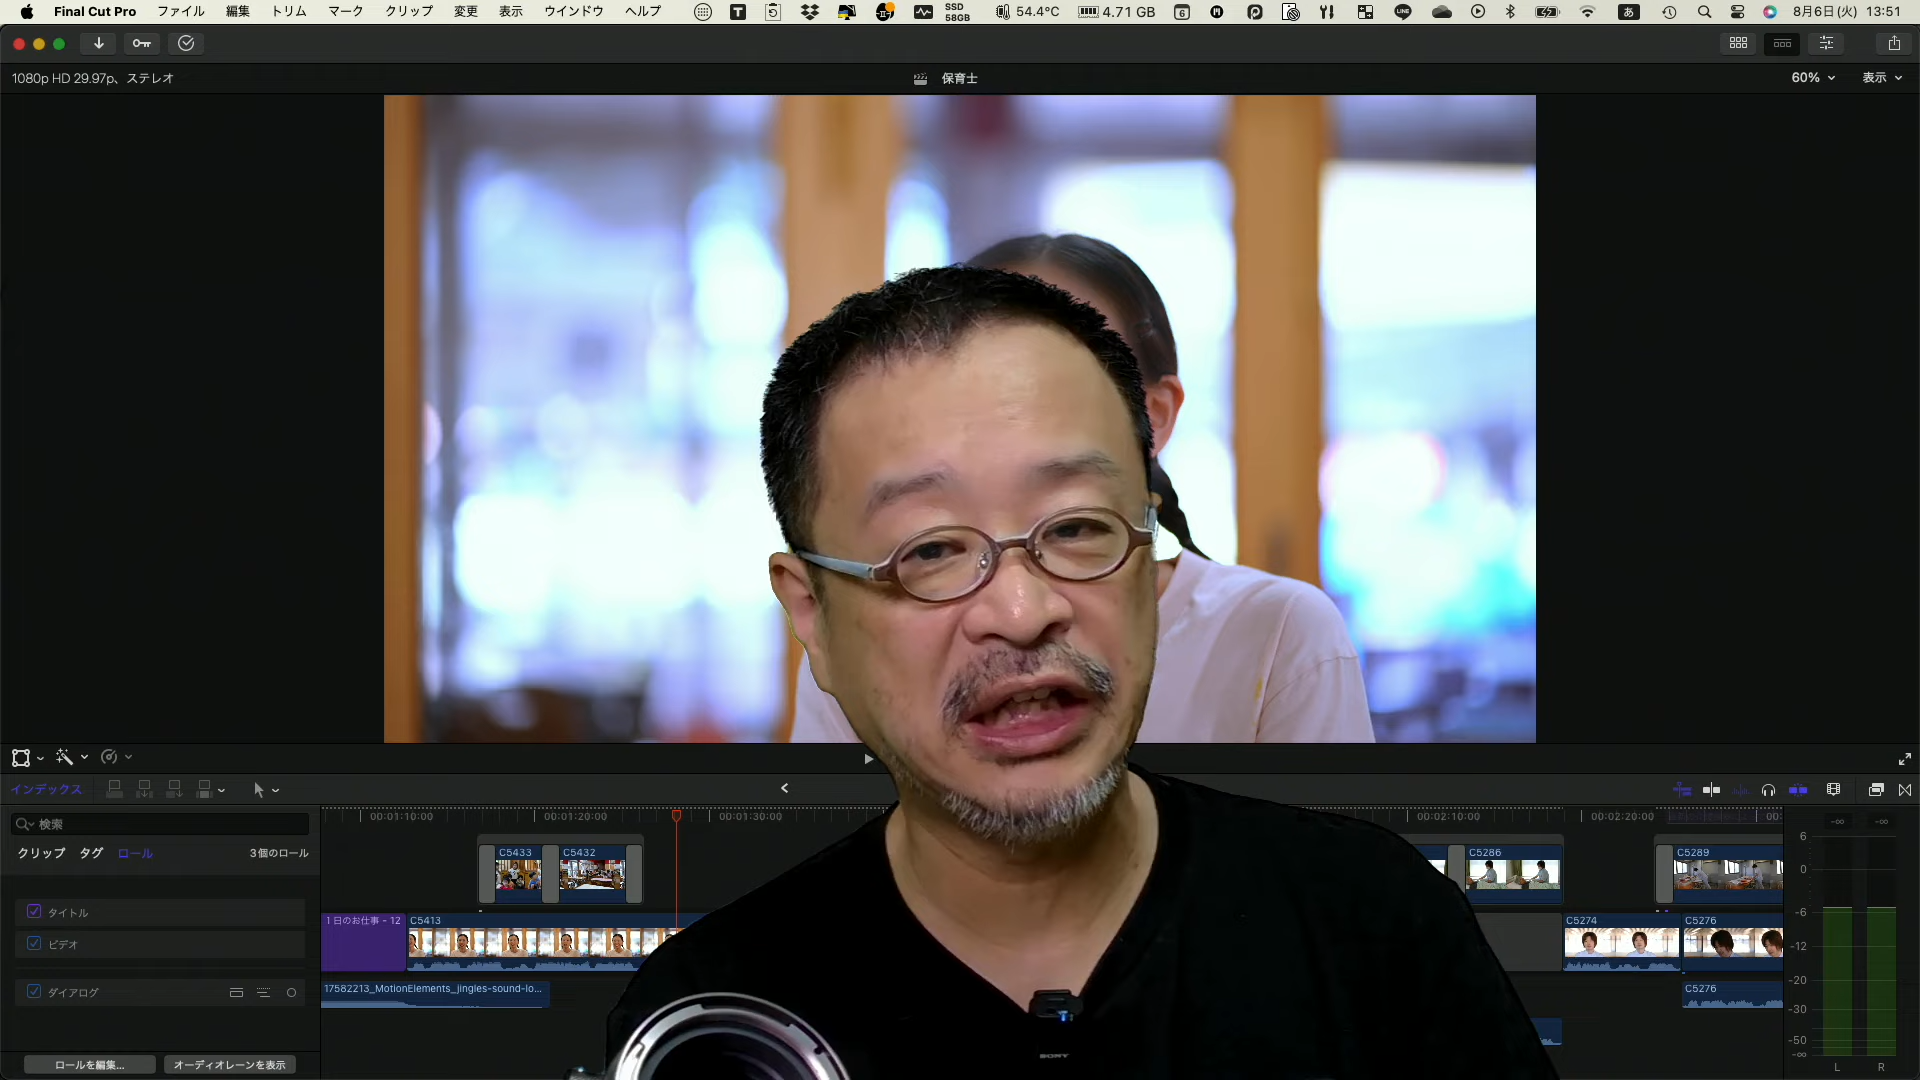 Final Cut Pro ファイル 編集 トリム マーク クリップ 変更 表示 ウインドウ ヘルプ SSD 58GB 54.4°C 4.71 GB 6 LINE あ 8月6日(火) 13:51
1080p HD 29.97p、ステレオ 保育士 60% 表示
インデックス
検索
クリップ タグ ロール 3個のロール
タイトル
ビデオ
ダイアログ
ロールを編集... オーディオレーンを表示
00:01:10:00 00:01:20:00 00:01:30:00 00:02:10:00 00:02:20:00 00:
C5433 C5432 C5286 C5289
1日のお仕事 - 12 C5413 C5274 C5276
17582213_MotionElements_jingles-sound-lo... C5276
SONY
-∞ -∞
6
0
-6
-12
-20
-30
-50
-∞
L R